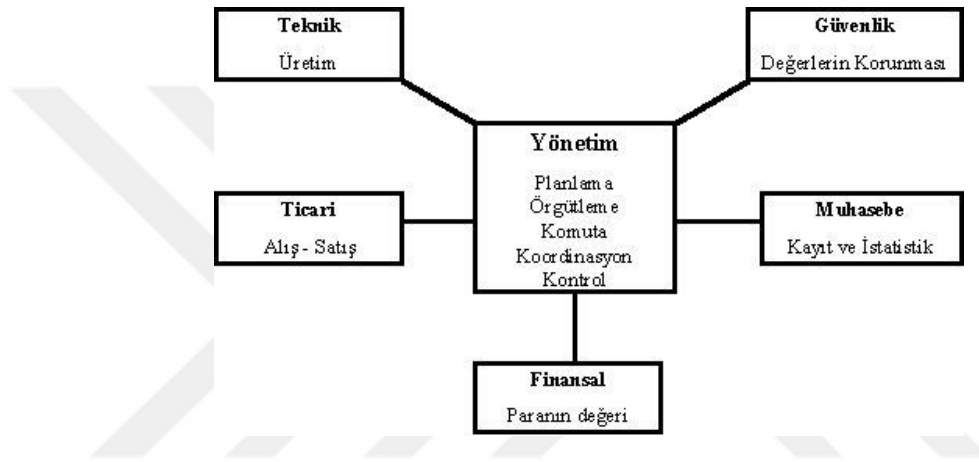 Teknik
Üretim
Güvenlik
Değerlerin Korunması
Yönetim
Planlama
Örgütleme
Komuta
Koordinasyon
Kontrol
Ticari
Alış - Satış
Muhasebe
Kayıt ve İstatistik
Finansal
Paranın değeri